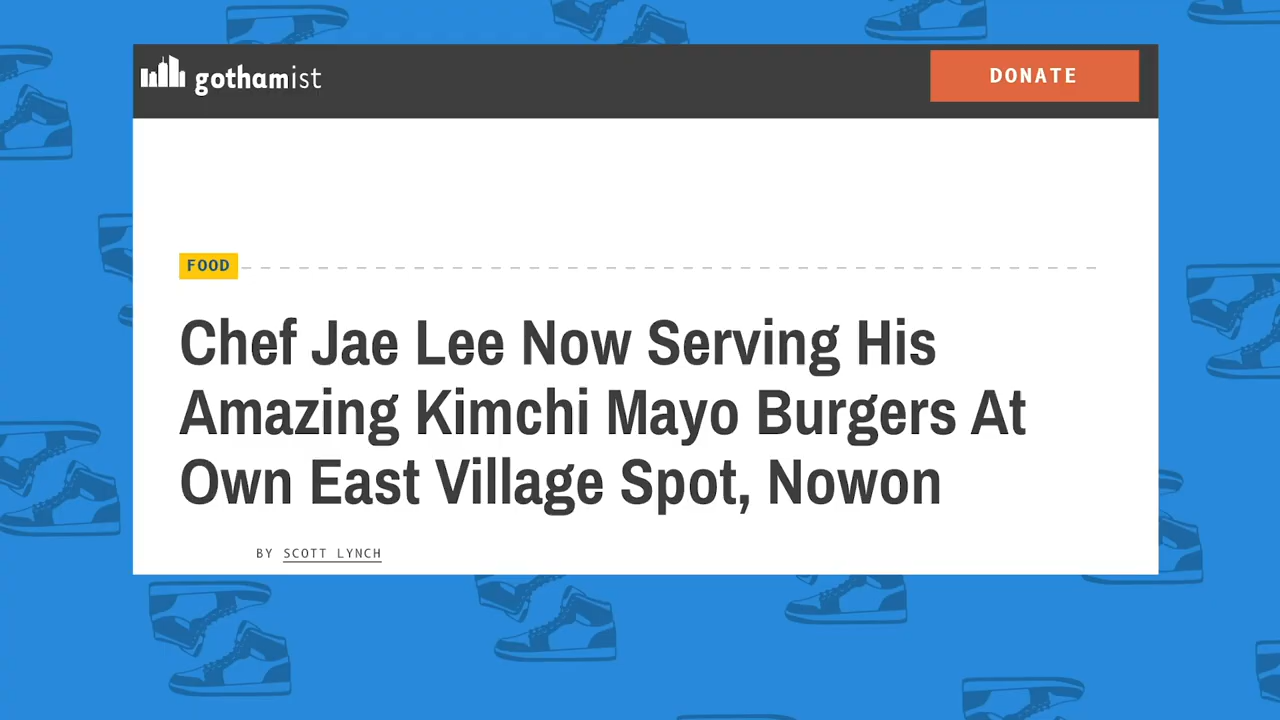 gothamist
DONATE
FOOD
Chef Jae Lee Now Serving His
Amazing Kimchi Mayo Burgers At
Own East Village Spot, Nowon
BY SCOTT LYNCH